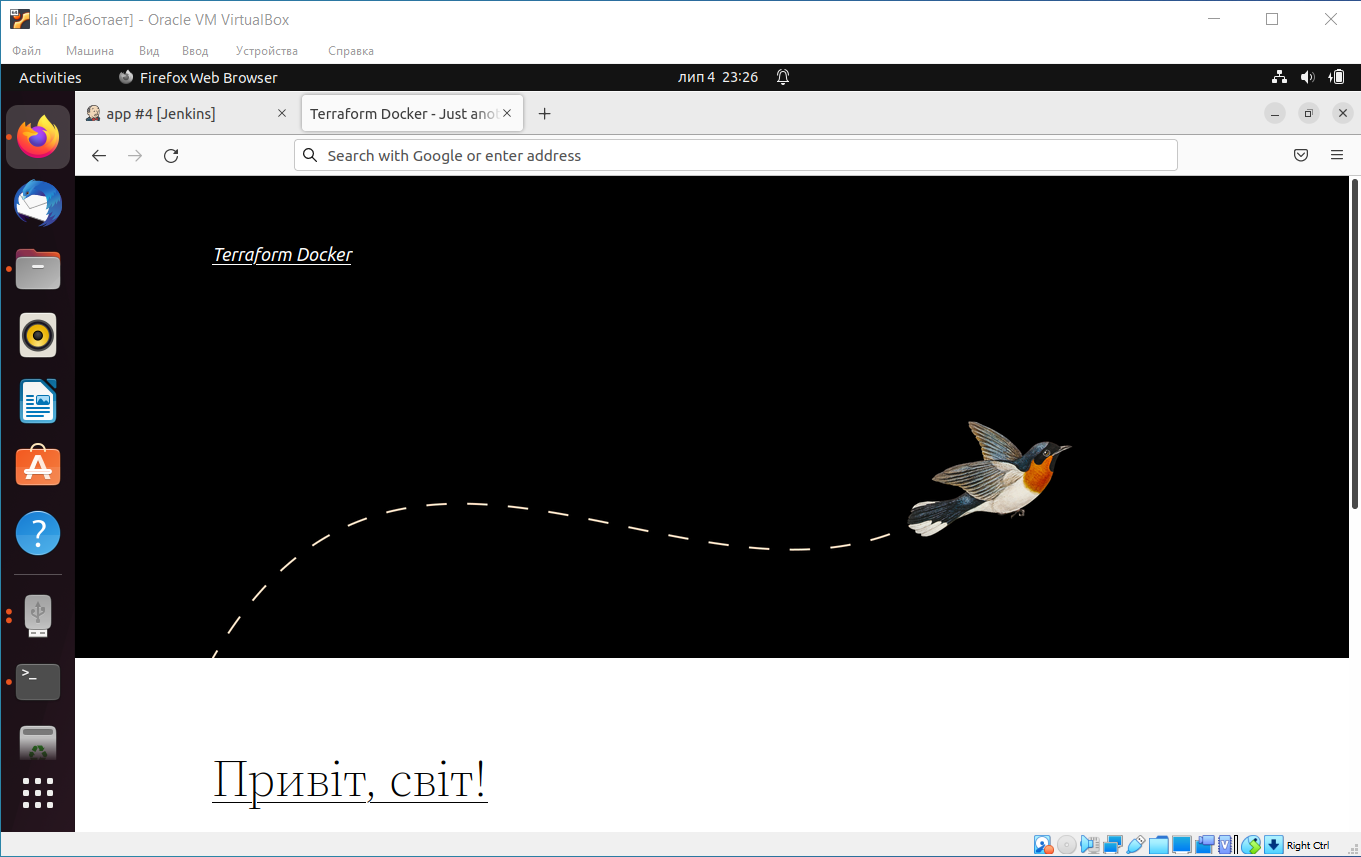 kali [Работает] - Oracle VM VirtualBox
Файл Машина Вид Ввод Устройства Справка
Activities Firefox Web Browser лип 4 23:26
app #4 [Jenkins] Terraform Docker - Just anot
Search with Google or enter address
Terraform Docker
Привіт, світ!
Right Ctrl